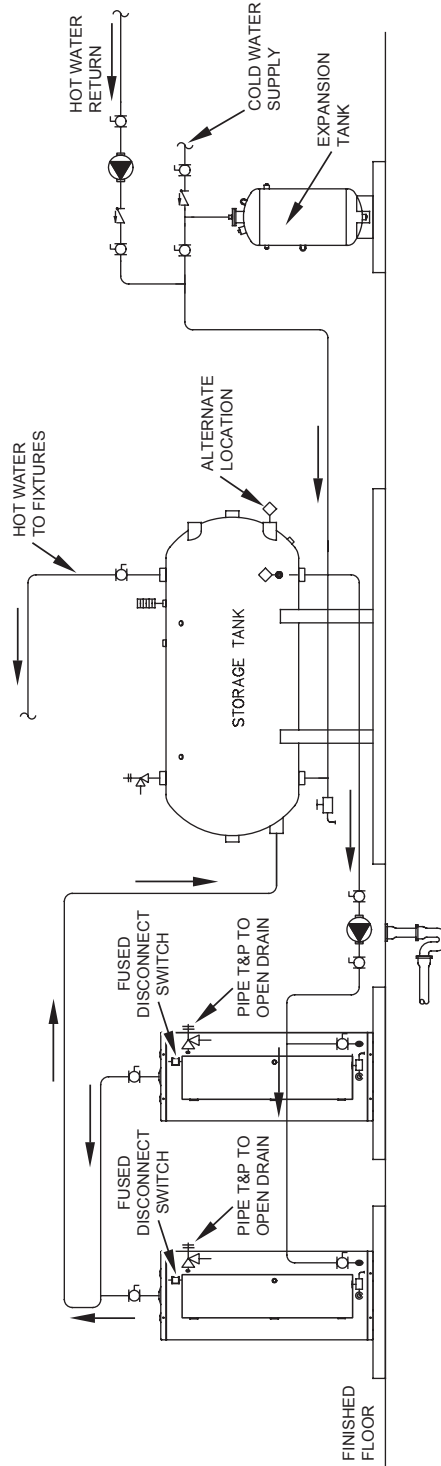 FINISHED
FLOOR
FUSED
DISCONNECT
SWITCH
PIPE T&P TO
OPEN DRAIN
FUSED
DISCONNECT
SWITCH
PIPE T&P TO
OPEN DRAIN
HOT WATER
TO FIXTURES
STORAGE TANK
ALTERNATE
LOCATION
HOT WATER
RETURN
COLD WATER
SUPPLY
EXPANSION
TANK